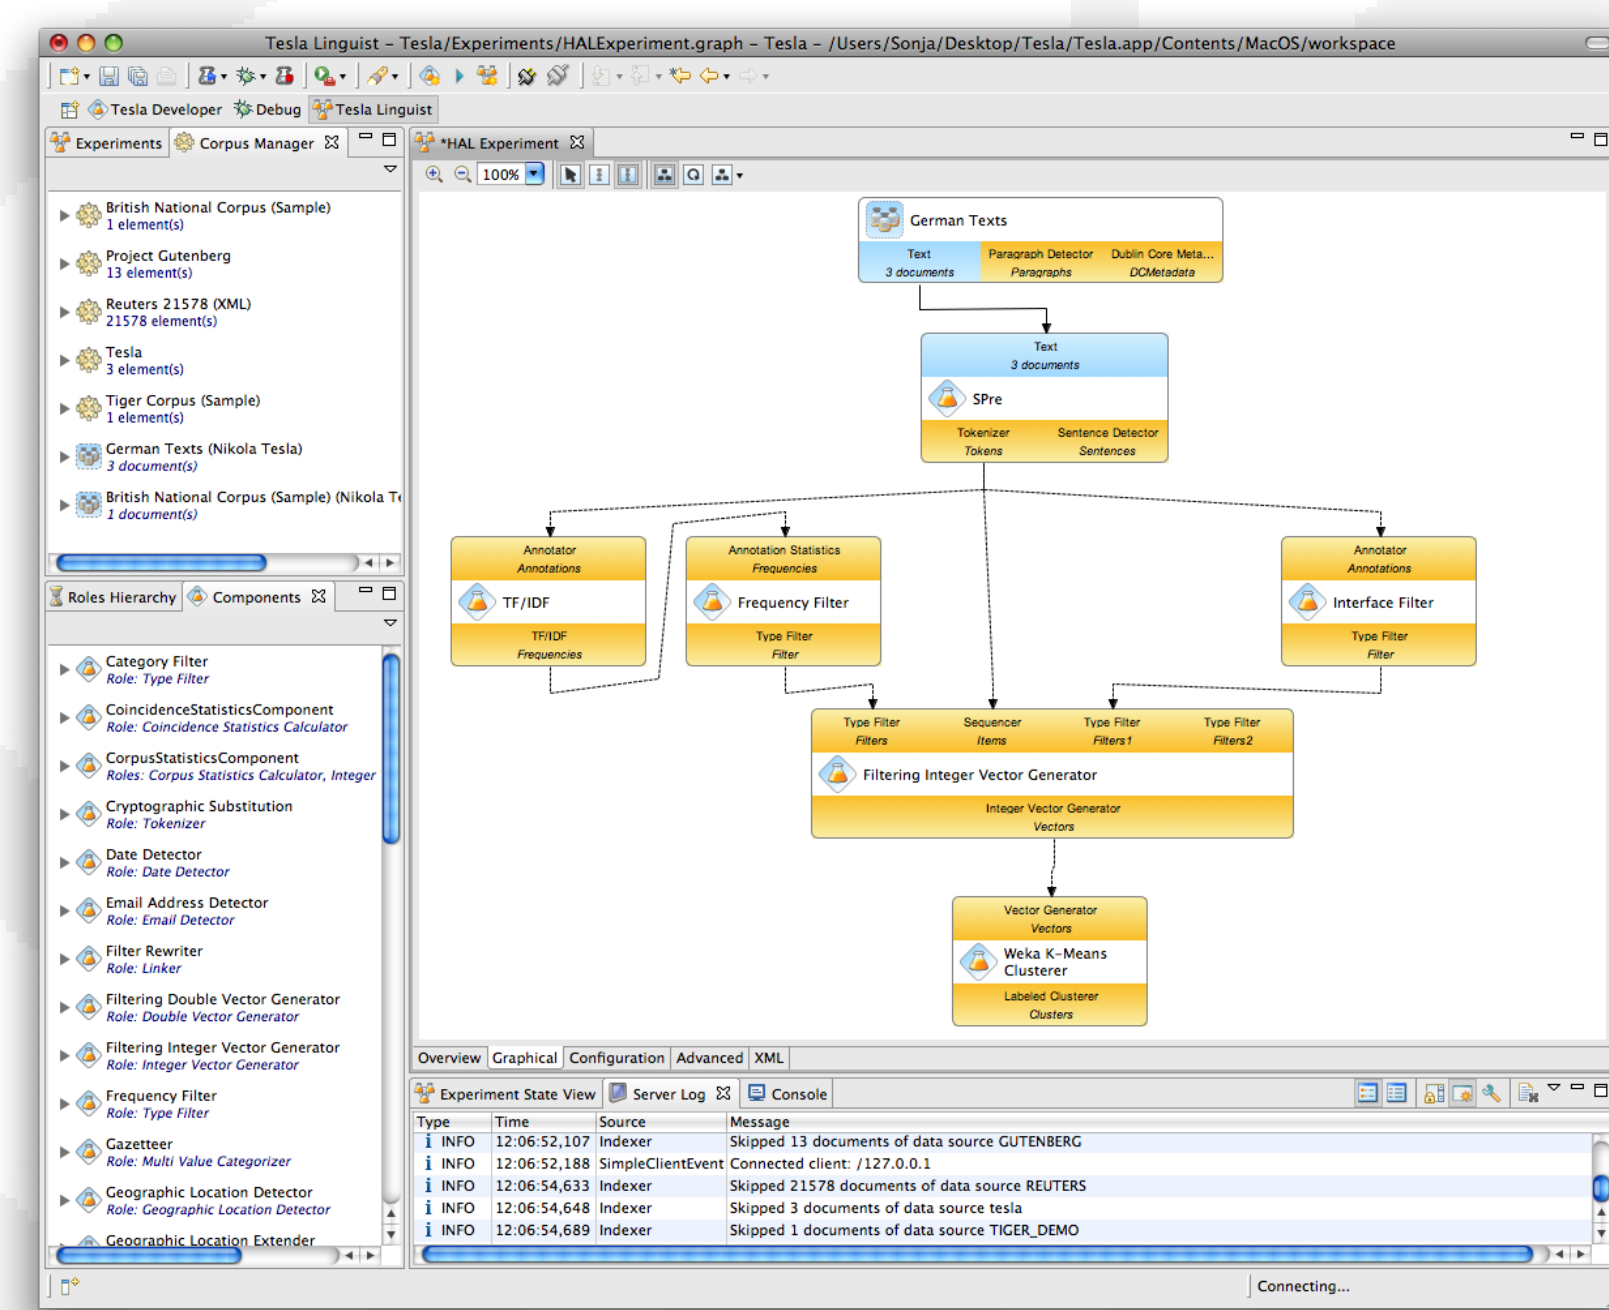 Tesla Linguist – Tesla/Experiments/HALExperiment.graph – Tesla – /Users/Sonja/Desktop/Tesla/Tesla.app/Contents/MacOS/workspace
Tesla Developer Debug Tesla Linguist
Experiments Corpus Manager
British National Corpus (Sample)
1 element(s)
Project Gutenberg
13 element(s)
Reuters 21578 (XML)
21578 element(s)
Tesla
3 element(s)
Tiger Corpus (Sample)
1 element(s)
German Texts (Nikola Tesla)
3 document(s)
British National Corpus (Sample) (Nikola Te
1 document(s)
Roles Hierarchy Components
Category Filter
Role: Type Filter
CoincidenceStatisticsComponent
Role: Coincidence Statistics Calculator
CorpusStatisticsComponent
Roles: Corpus Statistics Calculator, Integer
Cryptographic Substitution
Role: Tokenizer
Date Detector
Role: Date Detector
Email Address Detector
Role: Email Detector
Filter Rewriter
Role: Linker
Filtering Double Vector Generator
Role: Double Vector Generator
Filtering Integer Vector Generator
Role: Integer Vector Generator
Frequency Filter
Role: Type Filter
Gazetteer
Role: Multi Value Categorizer
Geographic Location Detector
Role: Geographic Location Detector
Geographic Location Extender
*HAL Experiment
100%
German Texts
Text Paragraph Detector Dublin Core Meta...
3 documents Paragraphs DCMetadata
Text
3 documents
SPre
Tokenizer Sentence Detector
Tokens Sentences
Annotator Annotation Statistics Annotator
Annotations Frequencies Annotations
TF/IDF Frequency Filter Interface Filter
TF/IDF Type Filter Type Filter
Frequencies Filter Filter
Type Filter Sequencer Type Filter Type Filter
Filters Items Filters1 Filters2
Filtering Integer Vector Generator
Integer Vector Generator
Vectors
Vector Generator
Vectors
Weka K-Means
Clusterer
Labeled Clusterer
Clusters
Overview Graphical Configuration Advanced XML
Experiment State View Server Log Console
Type Time Source Message
INFO 12:06:52,107 Indexer Skipped 13 documents of data source GUTENBERG
INFO 12:06:52,188 SimpleClientEvent Connected client: /127.0.0.1
INFO 12:06:54,633 Indexer Skipped 21578 documents of data source REUTERS
INFO 12:06:54,648 Indexer Skipped 3 documents of data source tesla
INFO 12:06:54,689 Indexer Skipped 1 documents of data source TIGER_DEMO
Connecting...